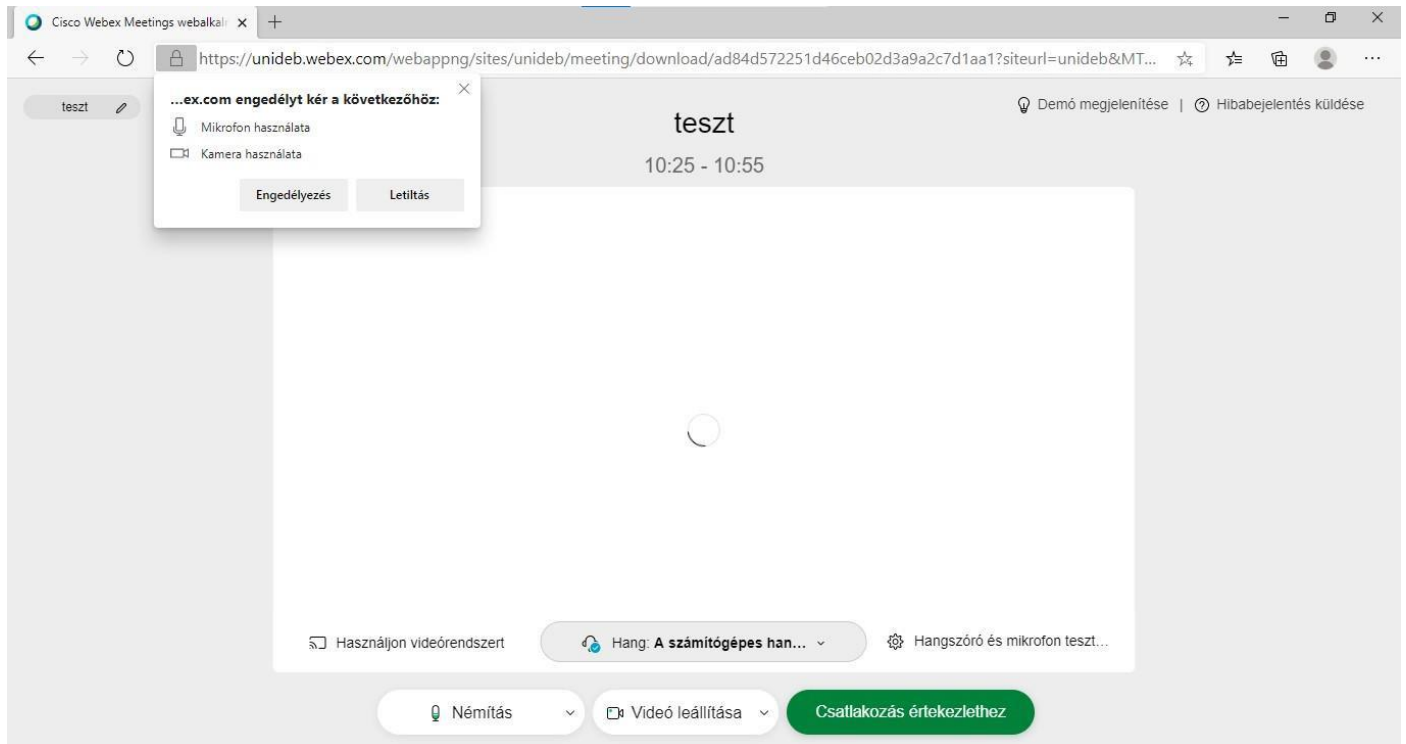 Cisco Webex Meetings webalkal
https://unideb.webex.com/webappng/sites/unideb/meeting/download/ad84d572251d46ceb02d3a9a2c7d1aa1?siteurl=unideb&MT...
teszt
...ex.com engedélyt kér a következőhöz:
Mikrofon használata
Kamera használata
Engedélyezés Letiltás
teszt
10:25 - 10:55
Demó megjelenítése | Hibabejelentés küldése
Használjon videórendszert
Hang: A számítógépes han...
Hangszóró és mikrofon teszt...
Némítás
Videó leállítása
Csatlakozás értekezlethez